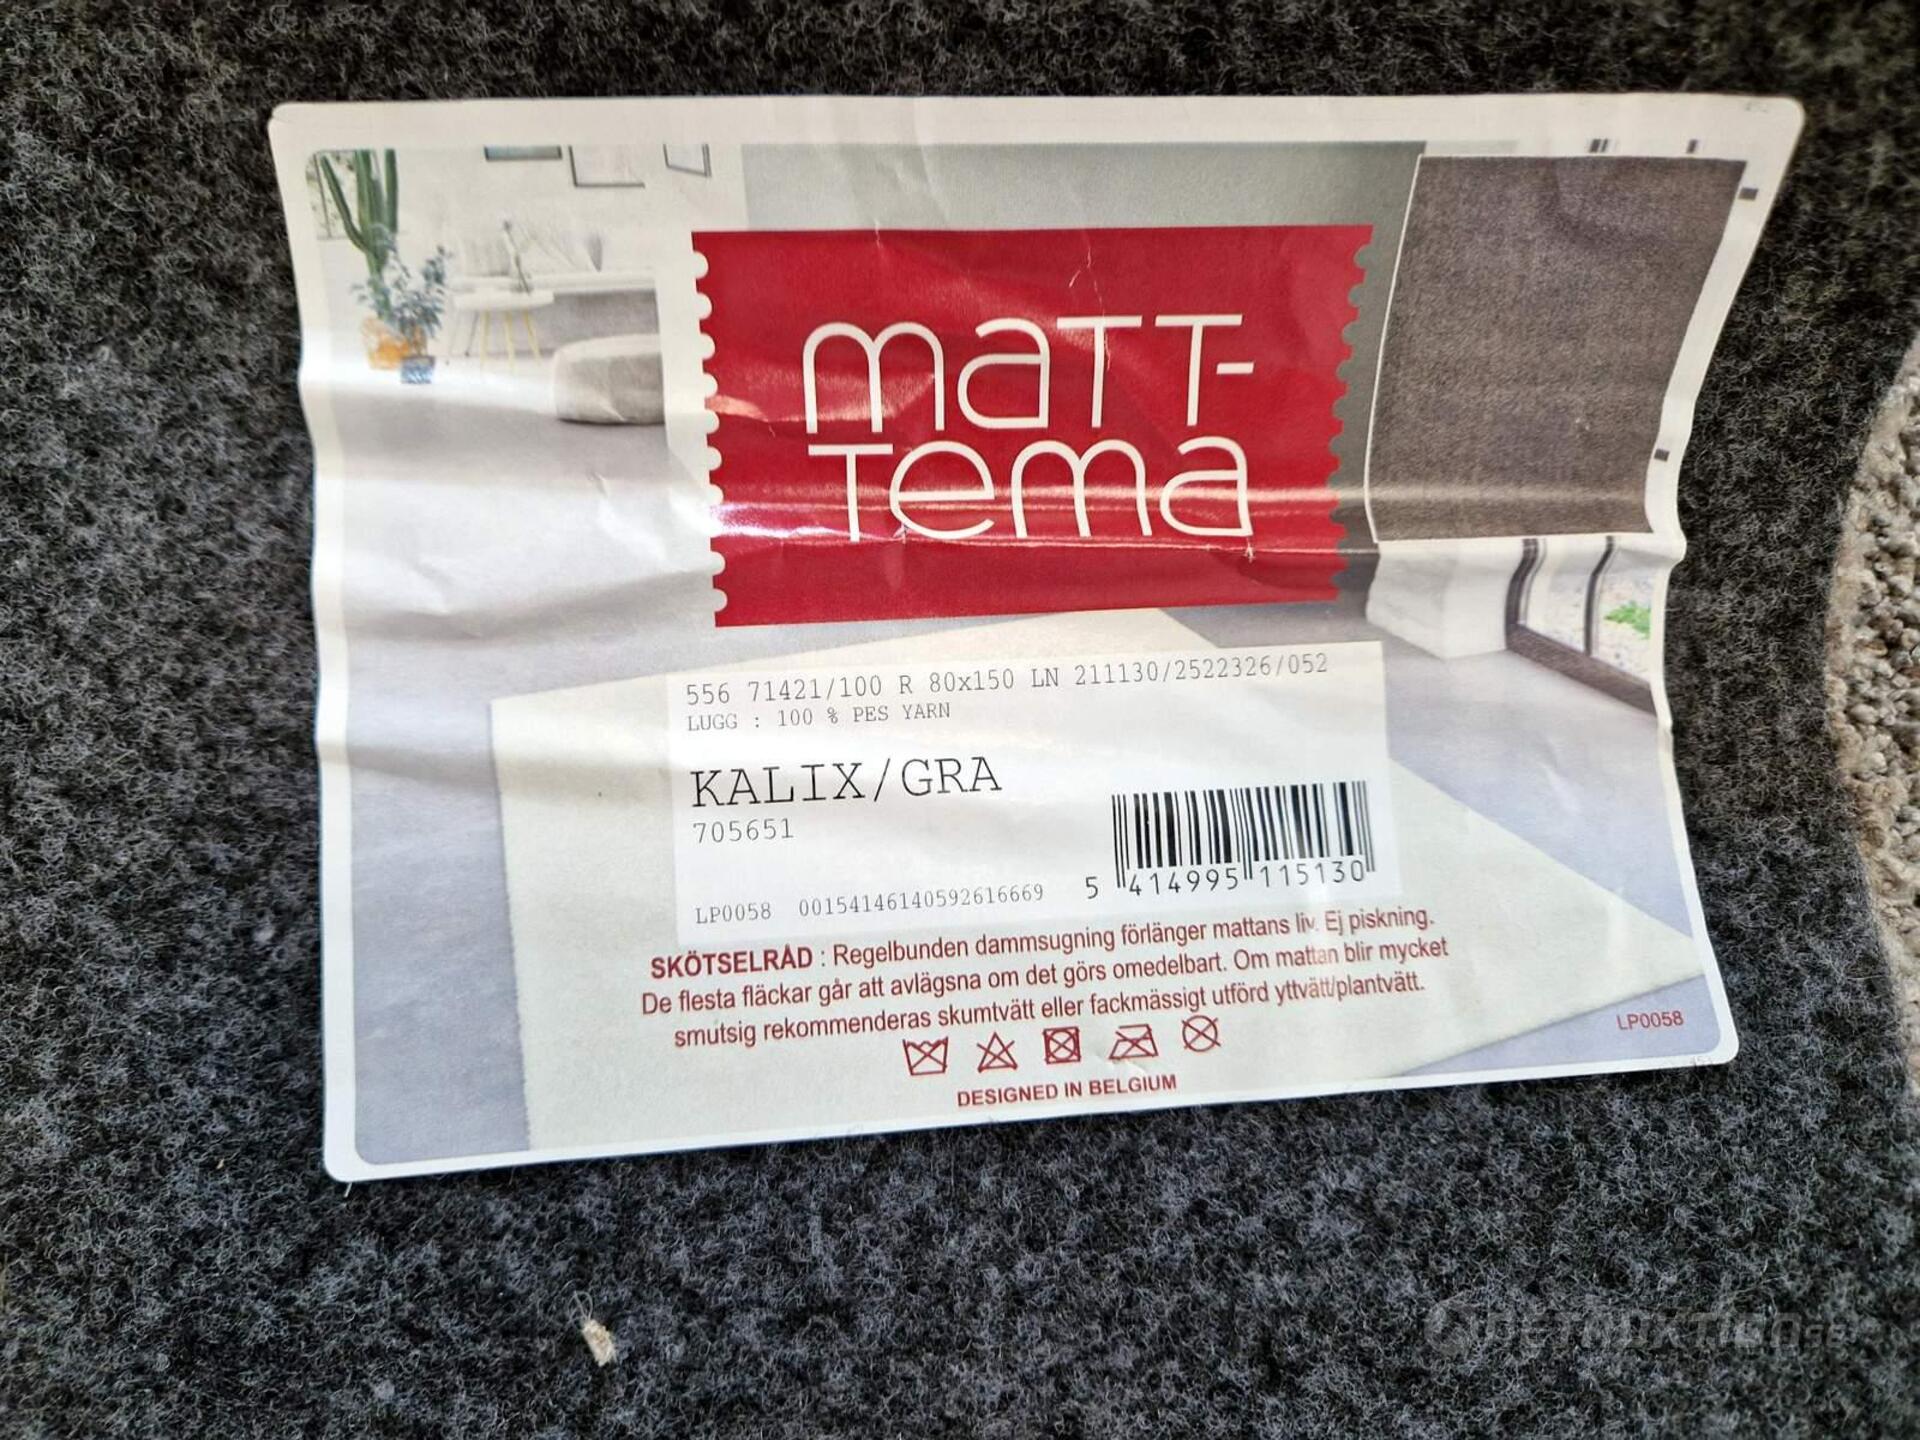 matt-
tema
556 71421/100 R 80x150 LN 211130/2522326/052
LUGG : 100 % PES YARN
KALIX/GRA
705651
5 414995 115130
LP0058 00154146140592616669
SKÖTSELRÅD : Regelbunden dammsugning förlänger mattans liv. Ej piskning.
De flesta fläckar går att avlägsna om det görs omedelbart. Om mattan blir mycket
smutsig rekommenderas skumtvätt eller fackmässigt utförd yttvätt/plantvätt.
LP0058
DESIGNED IN BELGIUM